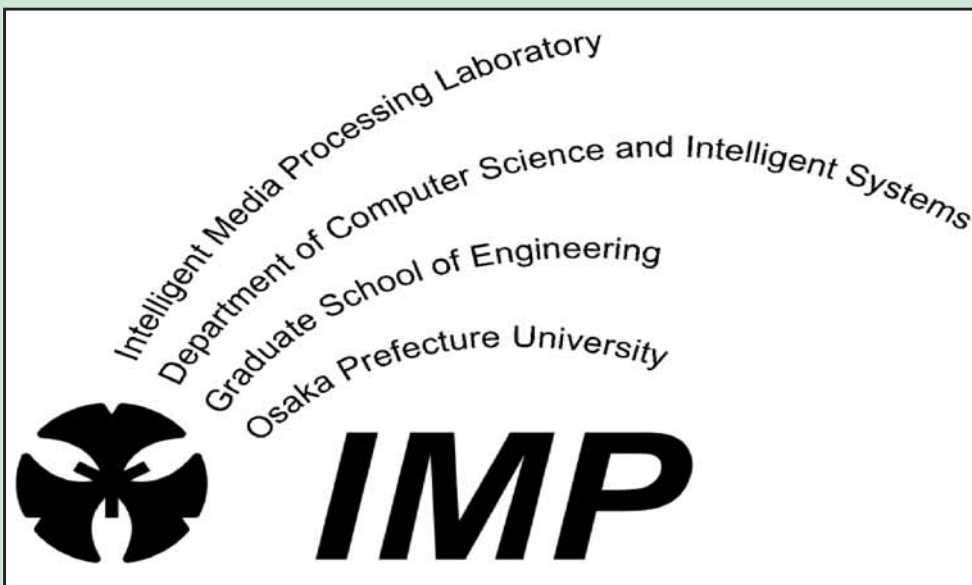 Intelligent Media Processing Laboratory
Department of Computer Science and Intelligent Systems
Graduate School of Engineering
Osaka Prefecture University
IMP